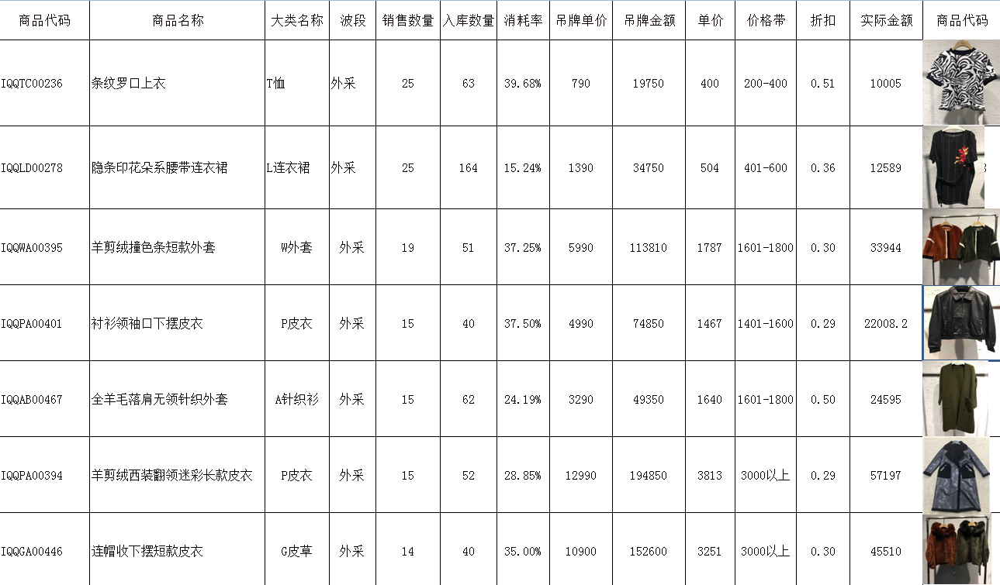 商品代码 商品名称 大类名称 波段 销售数量 入库数量 消耗率 吊牌单价 吊牌金额 单价 价格带 折扣 实际金额 商品代码
IQQTC00236 条纹罗口上衣 T恤 外采 25 63 39.68% 790 19750 400 200-400 0.51 10005
IQQLD00278 隐条印花朵系腰带连衣裙 L连衣裙 外采 25 164 15.24% 1390 34750 504 401-600 0.36 12589
IQQWA00395 羊剪绒撞色条短款外套 W外套 外采 19 51 37.25% 5990 113810 1787 1601-1800 0.30 33944
IQQPA00401 衬衫领袖口下摆皮衣 P皮衣 外采 15 40 37.50% 4990 74850 1467 1401-1600 0.29 22008.2
IQQAB00467 全羊毛落肩无领针织外套 A针织衫 外采 15 62 24.19% 3290 49350 1640 1601-1800 0.50 24595
IQQPA00394 羊剪绒西装翻领迷彩长款皮衣 P皮衣 外采 15 52 28.85% 12990 194850 3813 3000以上 0.29 57197
IQQGA00446 连帽收下摆短款皮衣 G皮草 外采 14 40 35.00% 10900 152600 3251 3000以上 0.30 45510